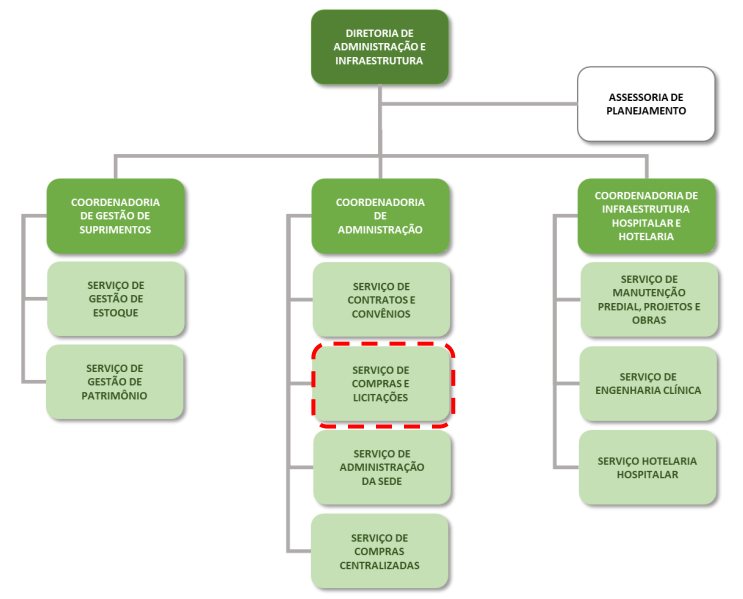 DIRETORIA DE
ADMINISTRAÇÃO E
INFRAESTRUTURA
ASSESSORIA DE
PLANEJAMENTO
COORDENADORIA
DE GESTÃO DE
SUPRIMENTOS
SERVIÇO DE
GESTÃO DE
ESTOQUE
SERVIÇO DE
GESTÃO DE
PATRIMÔNIO
COORDENADORIA
DE
ADMINISTRAÇÃO
SERVIÇO DE
CONTRATOS E
CONVÊNIOS
SERVIÇO DE
COMPRAS E
LICITAÇÕES
SERVIÇO DE
ADMINISTRAÇÃO
DA SEDE
SERVIÇO DE
COMPRAS
CENTRALIZADAS
COORDENADORIA DE
INFRAESTRUTURA
HOSPITALAR E
HOTELARIA
SERVIÇO DE
MANUTENÇÃO
PREDIAL, PROJETOS E
OBRAS
SERVIÇO DE
ENGENHARIA CLÍNICA
SERVIÇO HOTELARIA
HOSPITALAR